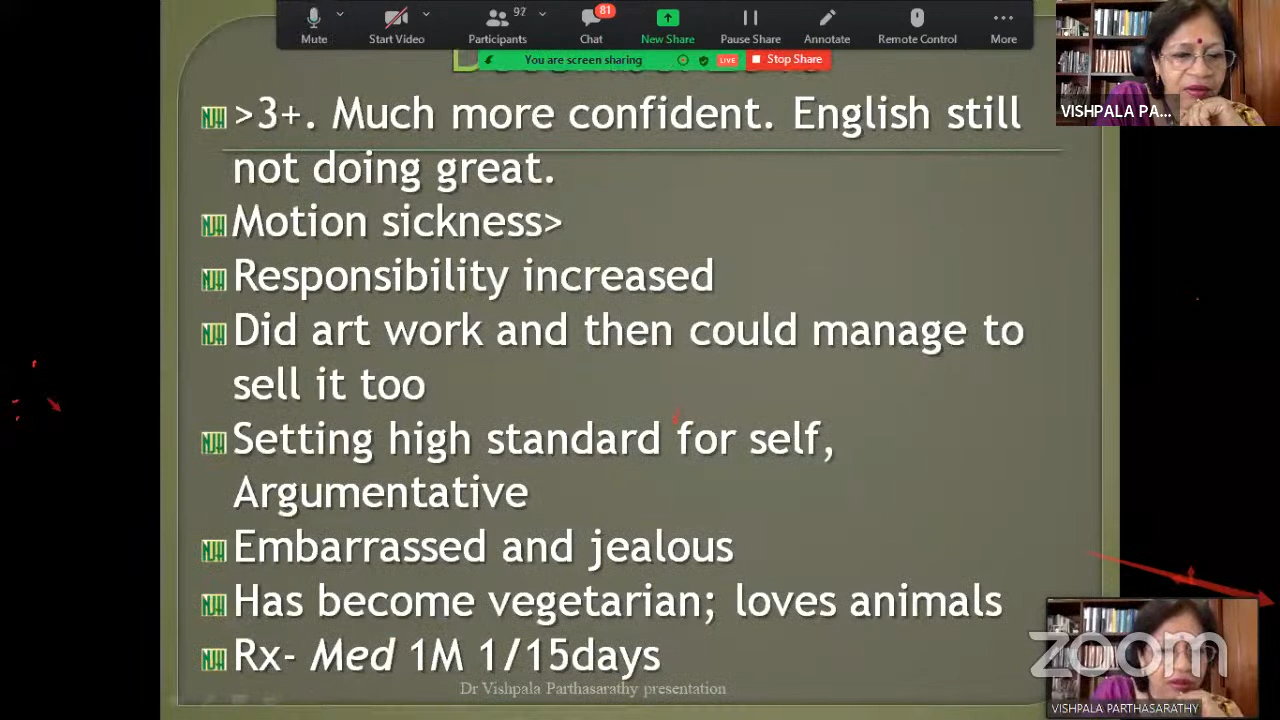 92
81
Mute
Start Video
Participants
Chat
New Share
Pause Share
Annotate
Remote Control
More
You are screen sharing
LIVE
Stop Share
VISHPALA PA...
>3+. Much more confident. English still
not doing great.
Motion sickness>
Responsibility increased
Did art work and then could manage to
sell it too
Setting high standard for self,
Argumentative
Embarrassed and jealous
Has become vegetarian; loves animals
Rx- Med 1M 1/15days
Dr Vishpala Parthasarathy presentation
zoom
VISHPALA PARTHASARATHY